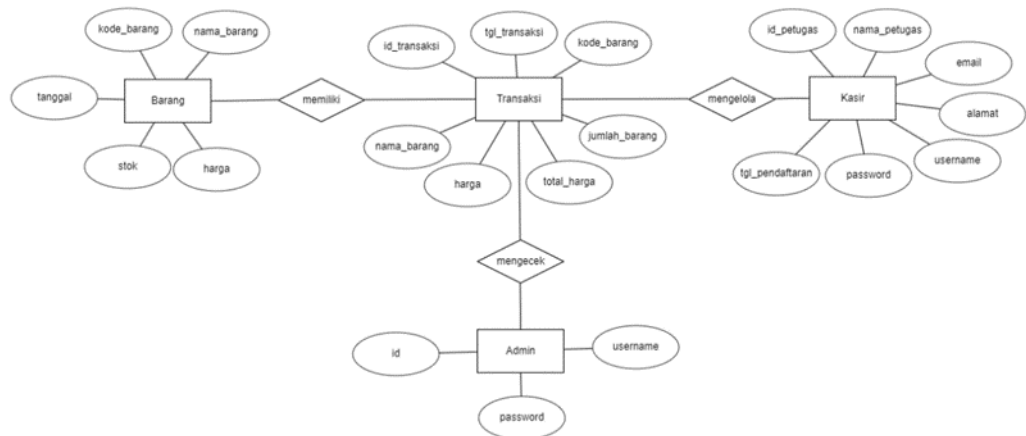 kode_barang
nama_barang
tanggal
Barang
stok
harga
memiliki
id_transaksi
tgl_transaksi
kode_barang
Transaksi
nama_barang
harga
total_harga
jumlah_barang
mengelola
id_petugas
nama_petugas
email
Kasir
alamat
username
password
tgl_pendaftaran
mengecek
id
Admin
username
password